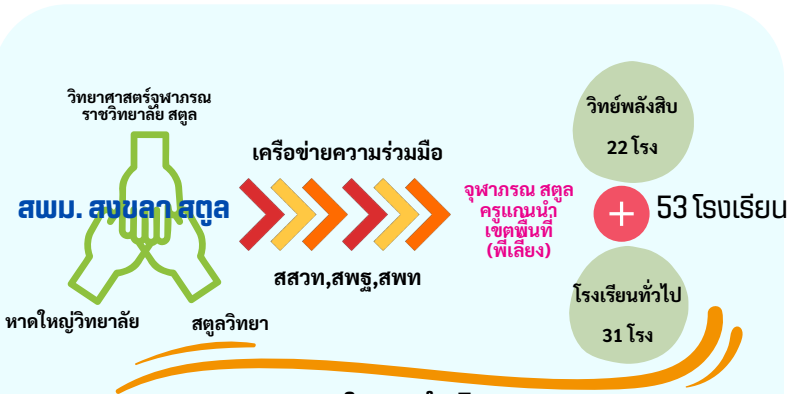 วิทยาศาสตร์จุฬาภรณ
ราชวิทยาลัย สตูล
สพม. สงขลา สตูล
หาดใหญ่วิทยาลัย
สตูลวิทยา
เครือข่ายความร่วมมือ
สสวท,สพฐ,สพท
จุฬาภรณ สตูล
ครูแกนนำ
เขตพื้นที่
(พี่เลี้ยง)
วิทย์พลังสิบ
22 โรง
+
53 โรงเรียน
โรงเรียนทั่วไป
31 โรง